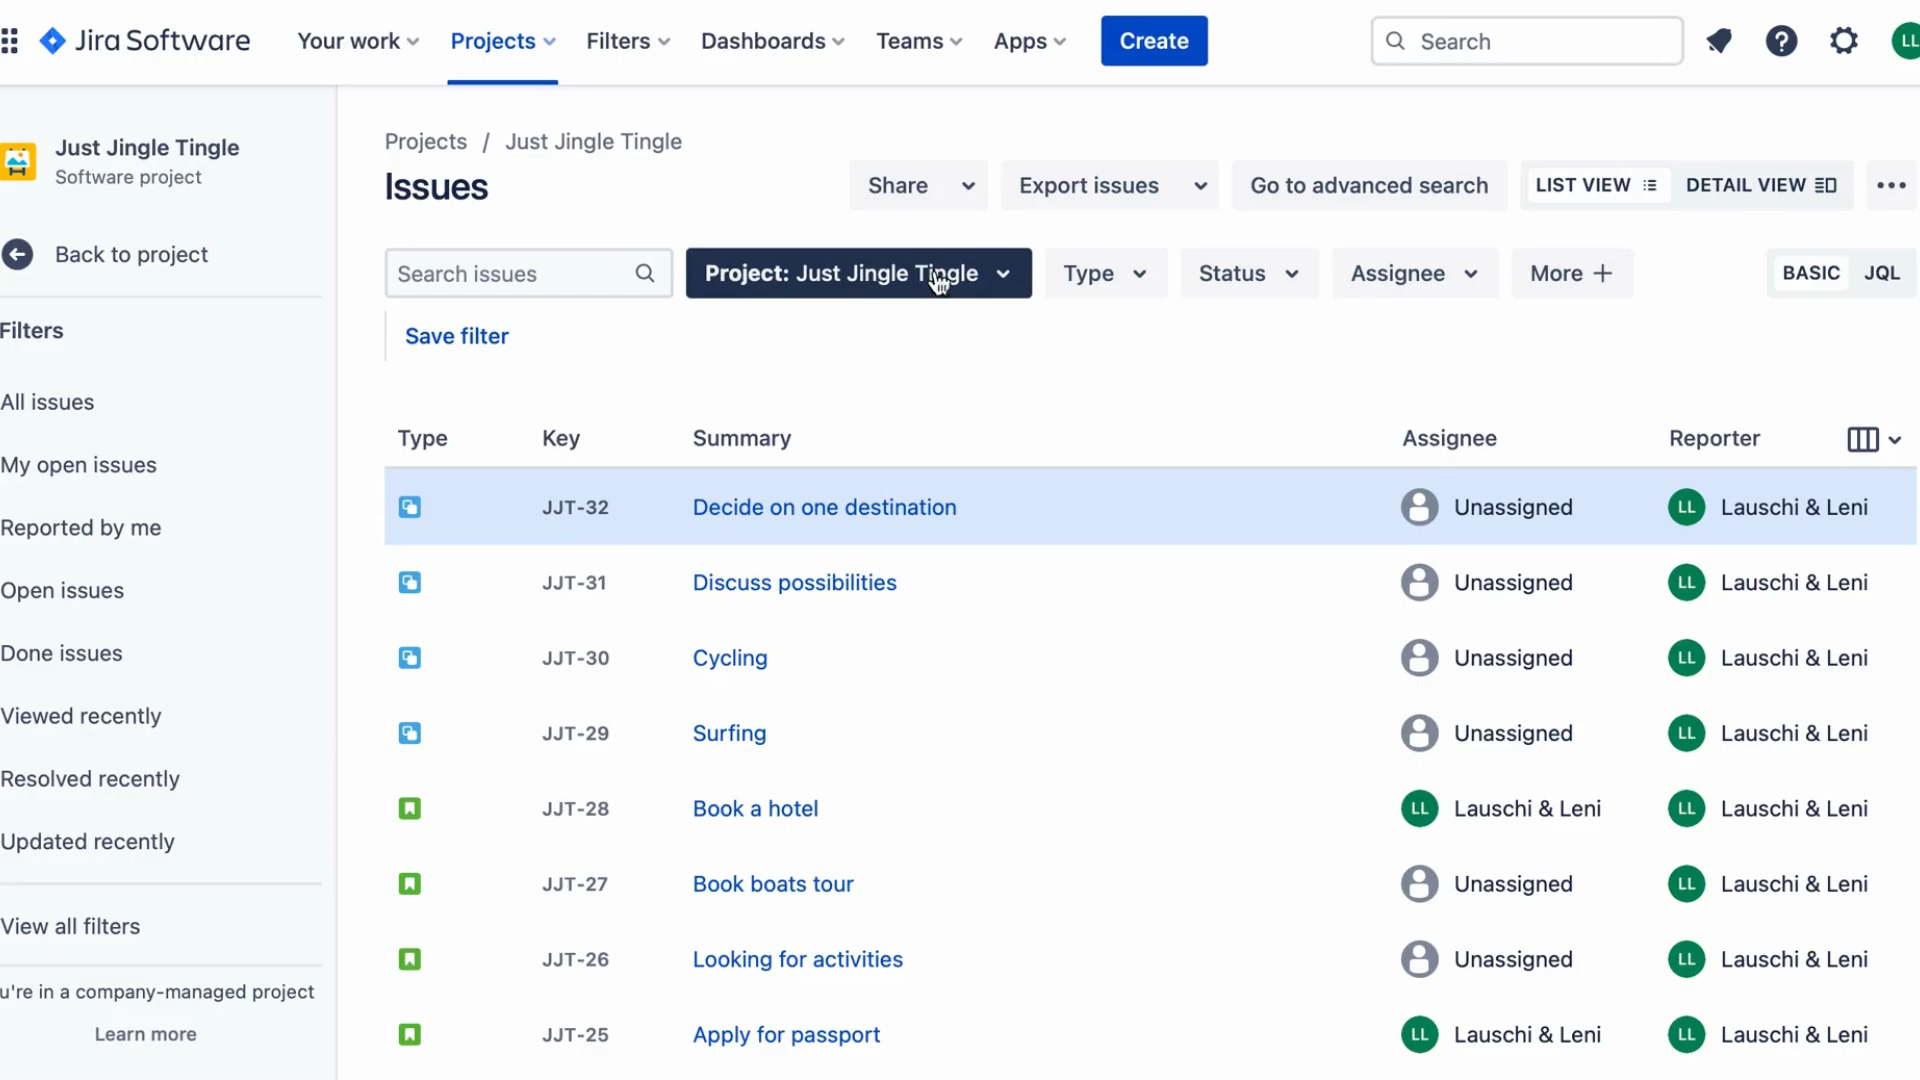 Jira Software Your work Projects Filters Dashboards Teams Apps Create Search LL
Just Jingle Tingle
Software project
Back to project
Filters
All issues
My open issues
Reported by me
Open issues
Done issues
Viewed recently
Resolved recently
Updated recently
View all filters
u're in a company-managed project
Learn more
Projects / Just Jingle Tingle
Issues
Share Export issues Go to advanced search LIST VIEW DETAIL VIEW
Search issues Project: Just Jingle Tingle Type Status Assignee More + BASIC JQL
Save filter
Type Key Summary Assignee Reporter
JJT-32 Decide on one destination Unassigned LL Lauschi & Leni
JJT-31 Discuss possibilities Unassigned LL Lauschi & Leni
JJT-30 Cycling Unassigned LL Lauschi & Leni
JJT-29 Surfing Unassigned LL Lauschi & Leni
JJT-28 Book a hotel LL Lauschi & Leni LL Lauschi & Leni
JJT-27 Book boats tour Unassigned LL Lauschi & Leni
JJT-26 Looking for activities Unassigned LL Lauschi & Leni
JJT-25 Apply for passport LL Lauschi & Leni LL Lauschi & Leni